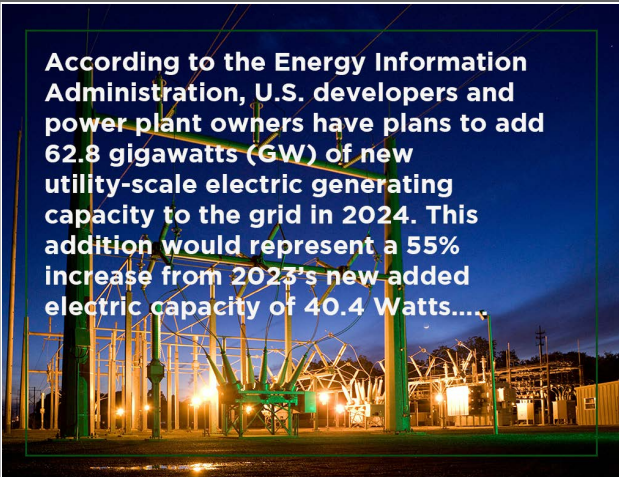 According to the Energy Information
Administration, U.S. developers and
power plant owners have plans to add
62.8 gigawatts (GW) of new
utility-scale electric generating
capacity to the grid in 2024. This
addition would represent a 55%
increase from 2023’s new added
electric capacity of 40.4 Watts.....